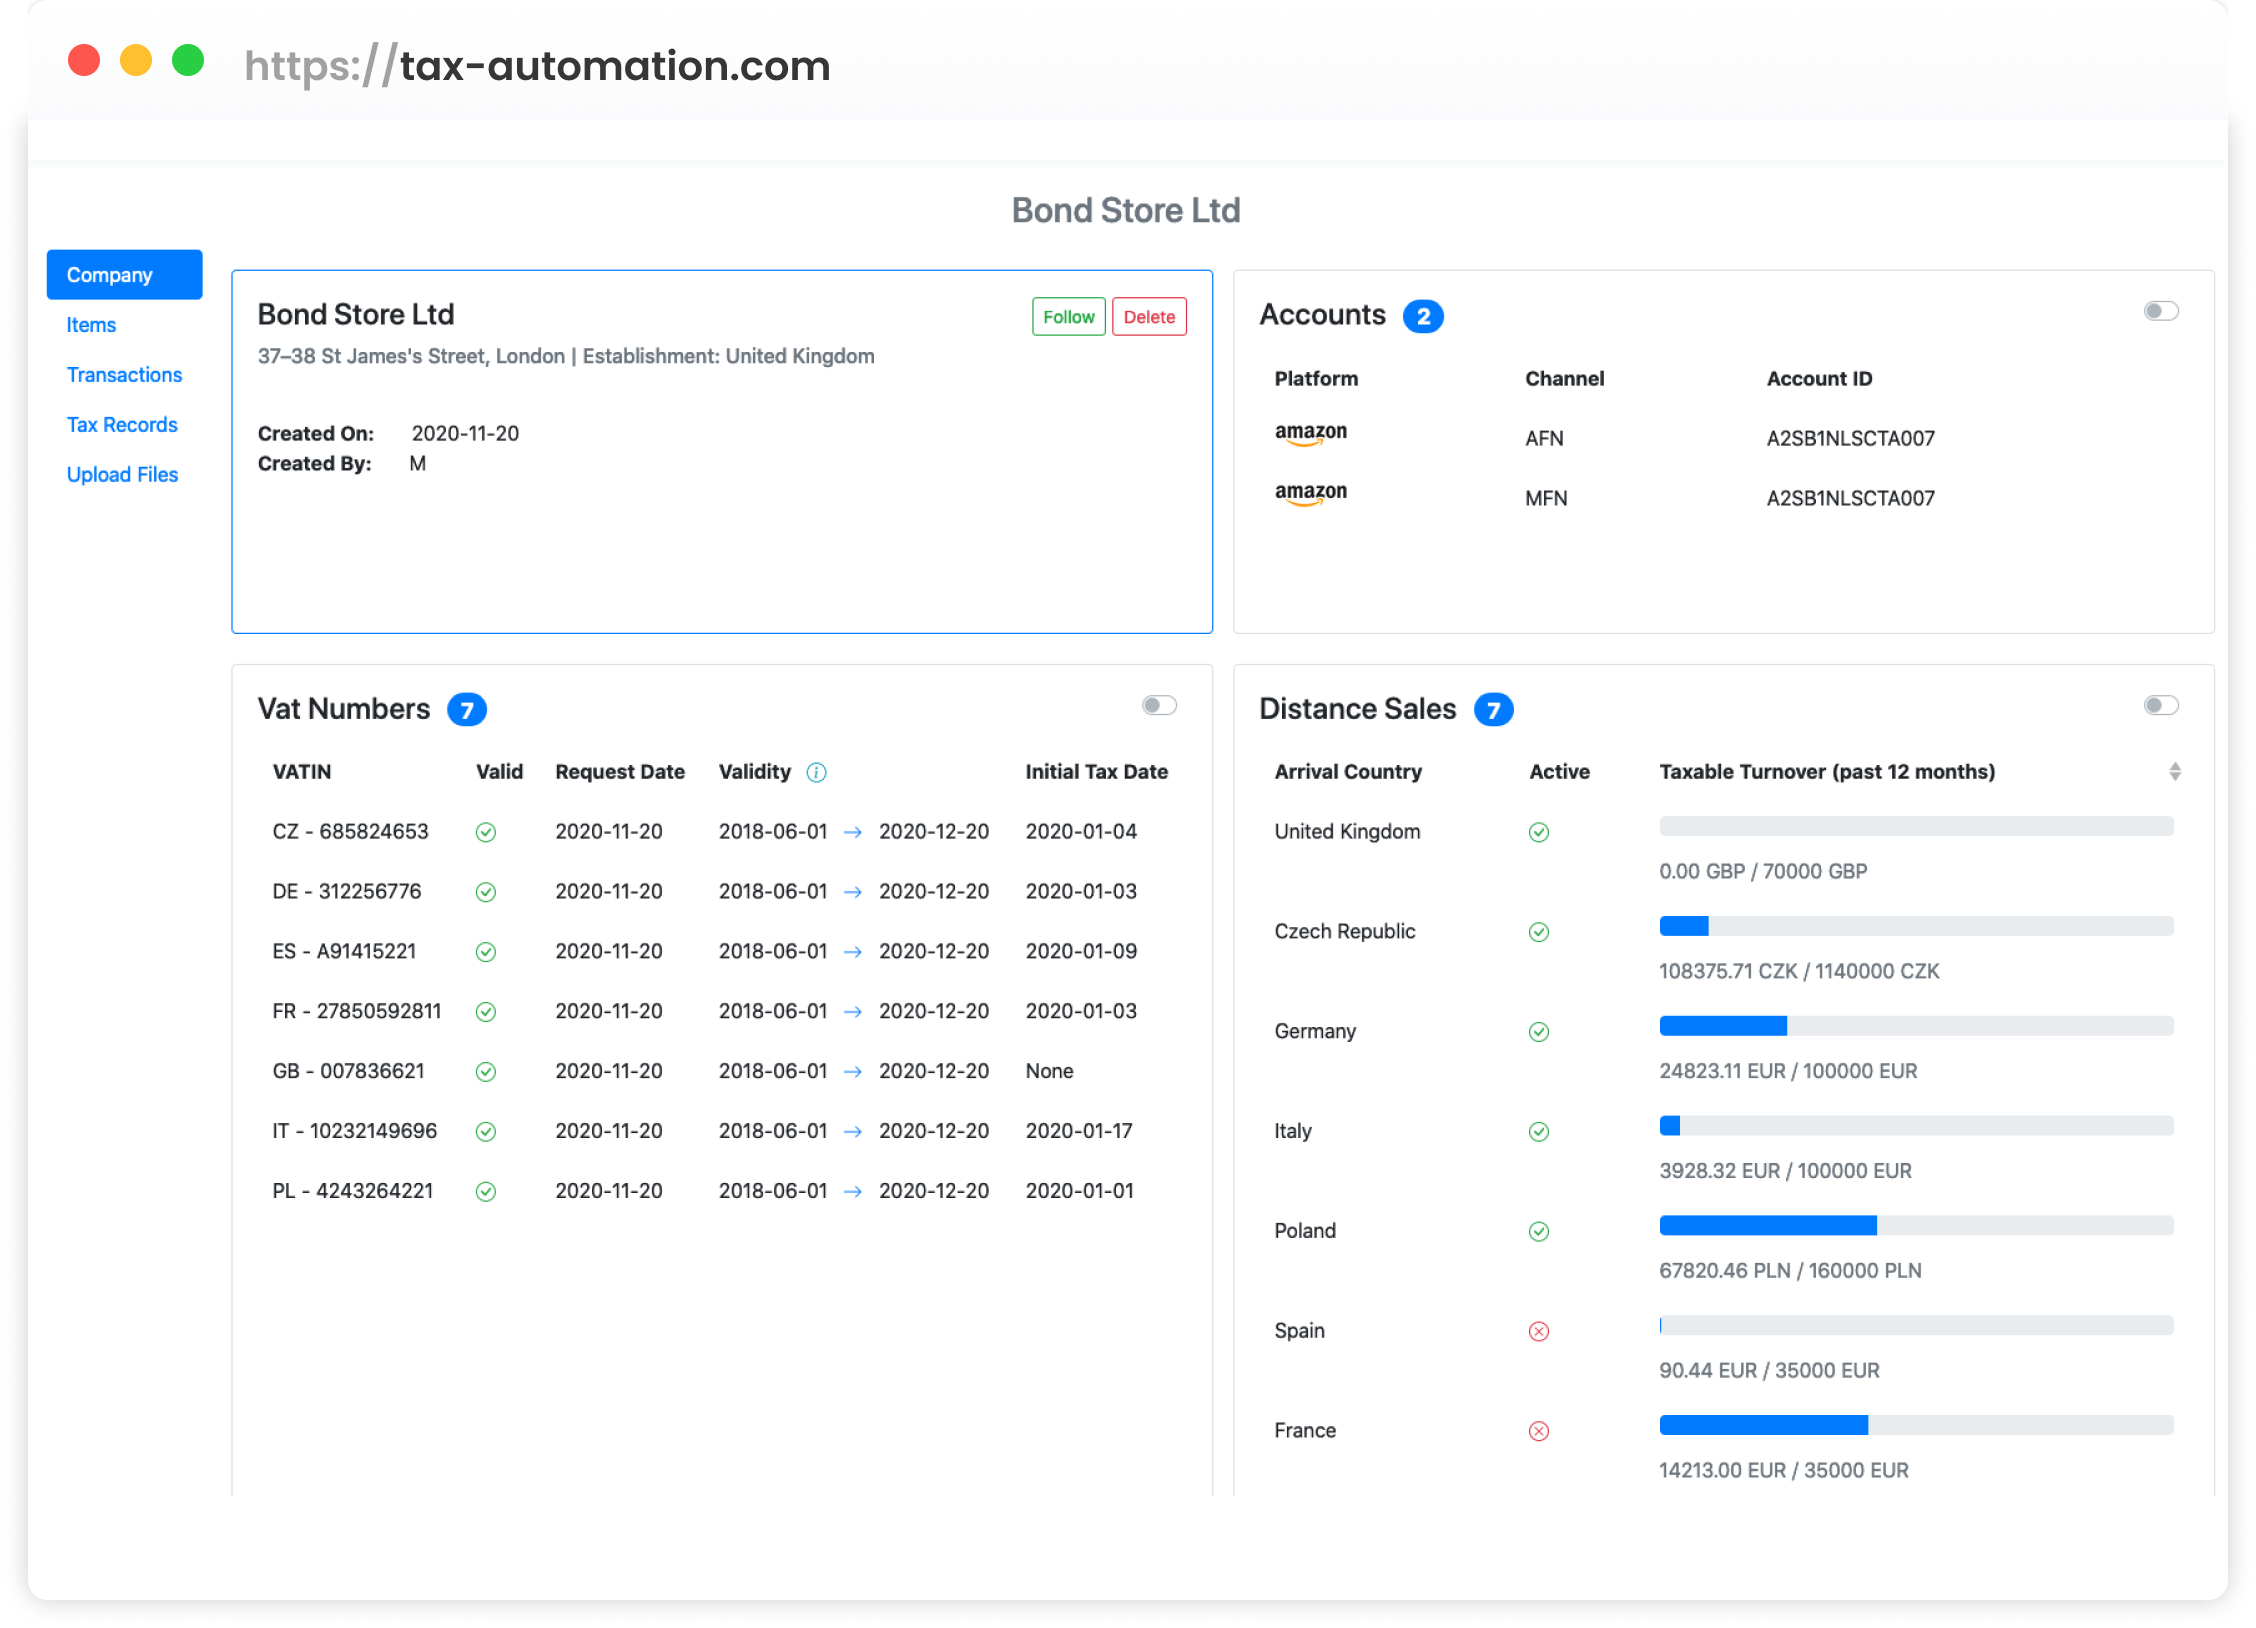 https://tax-automation.com
Bond Store Ltd
Company
Items
Transactions
Tax Records
Upload Files
Bond Store Ltd
Follow
Delete
37–38 St James's Street, London | Establishment: United Kingdom
Created On: 2020-11-20
Created By: M
Accounts 2
Platform Channel Account ID
amazon AFN A2SB1NLSCTA007
amazon MFN A2SB1NLSCTA007
Vat Numbers 7
VATIN Valid Request Date Validity i Initial Tax Date
CZ - 685824653 2020-11-20 2018-06-01 → 2020-12-20 2020-01-04
DE - 312256776 2020-11-20 2018-06-01 → 2020-12-20 2020-01-03
ES - A91415221 2020-11-20 2018-06-01 → 2020-12-20 2020-01-09
FR - 27850592811 2020-11-20 2018-06-01 → 2020-12-20 2020-01-03
GB - 007836621 2020-11-20 2018-06-01 → 2020-12-20 None
IT - 10232149696 2020-11-20 2018-06-01 → 2020-12-20 2020-01-17
PL - 4243264221 2020-11-20 2018-06-01 → 2020-12-20 2020-01-01
Distance Sales 7
Arrival Country Active Taxable Turnover (past 12 months)
United Kingdom
0.00 GBP / 70000 GBP
Czech Republic
108375.71 CZK / 1140000 CZK
Germany
24823.11 EUR / 100000 EUR
Italy
3928.32 EUR / 100000 EUR
Poland
67820.46 PLN / 160000 PLN
Spain
90.44 EUR / 35000 EUR
France
14213.00 EUR / 35000 EUR